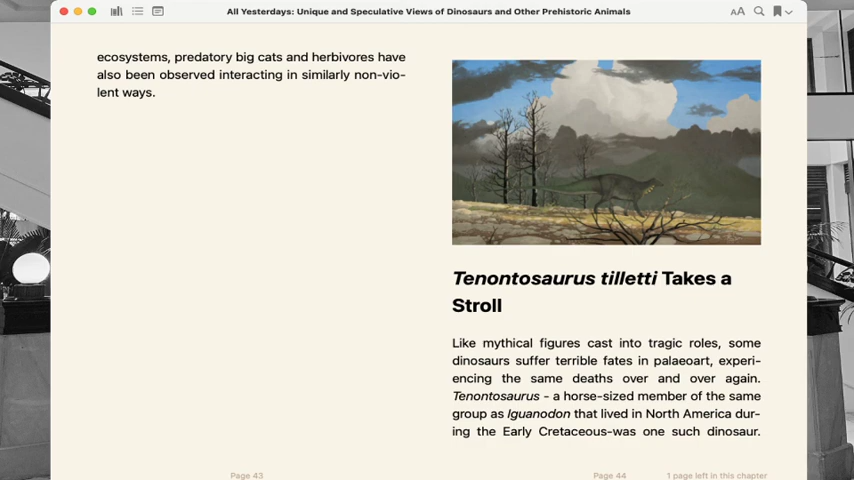 All Yesterdays: Unique and Speculative Views of Dinosaurs and Other Prehistoric Animals
AA
ecosystems, predatory big cats and herbivores have
also been observed interacting in similarly non-vio-
lent ways.
Tenontosaurus tilletti Takes a
Stroll
Like mythical figures cast into tragic roles, some
dinosaurs suffer terrible fates in palaeoart, experi-
encing the same deaths over and over again.
Tenontosaurus - a horse-sized member of the same
group as Iguanodon that lived in North America dur-
ing the Early Cretaceous-was one such dinosaur.
Page 43
Page 44
1 page left in this chapter